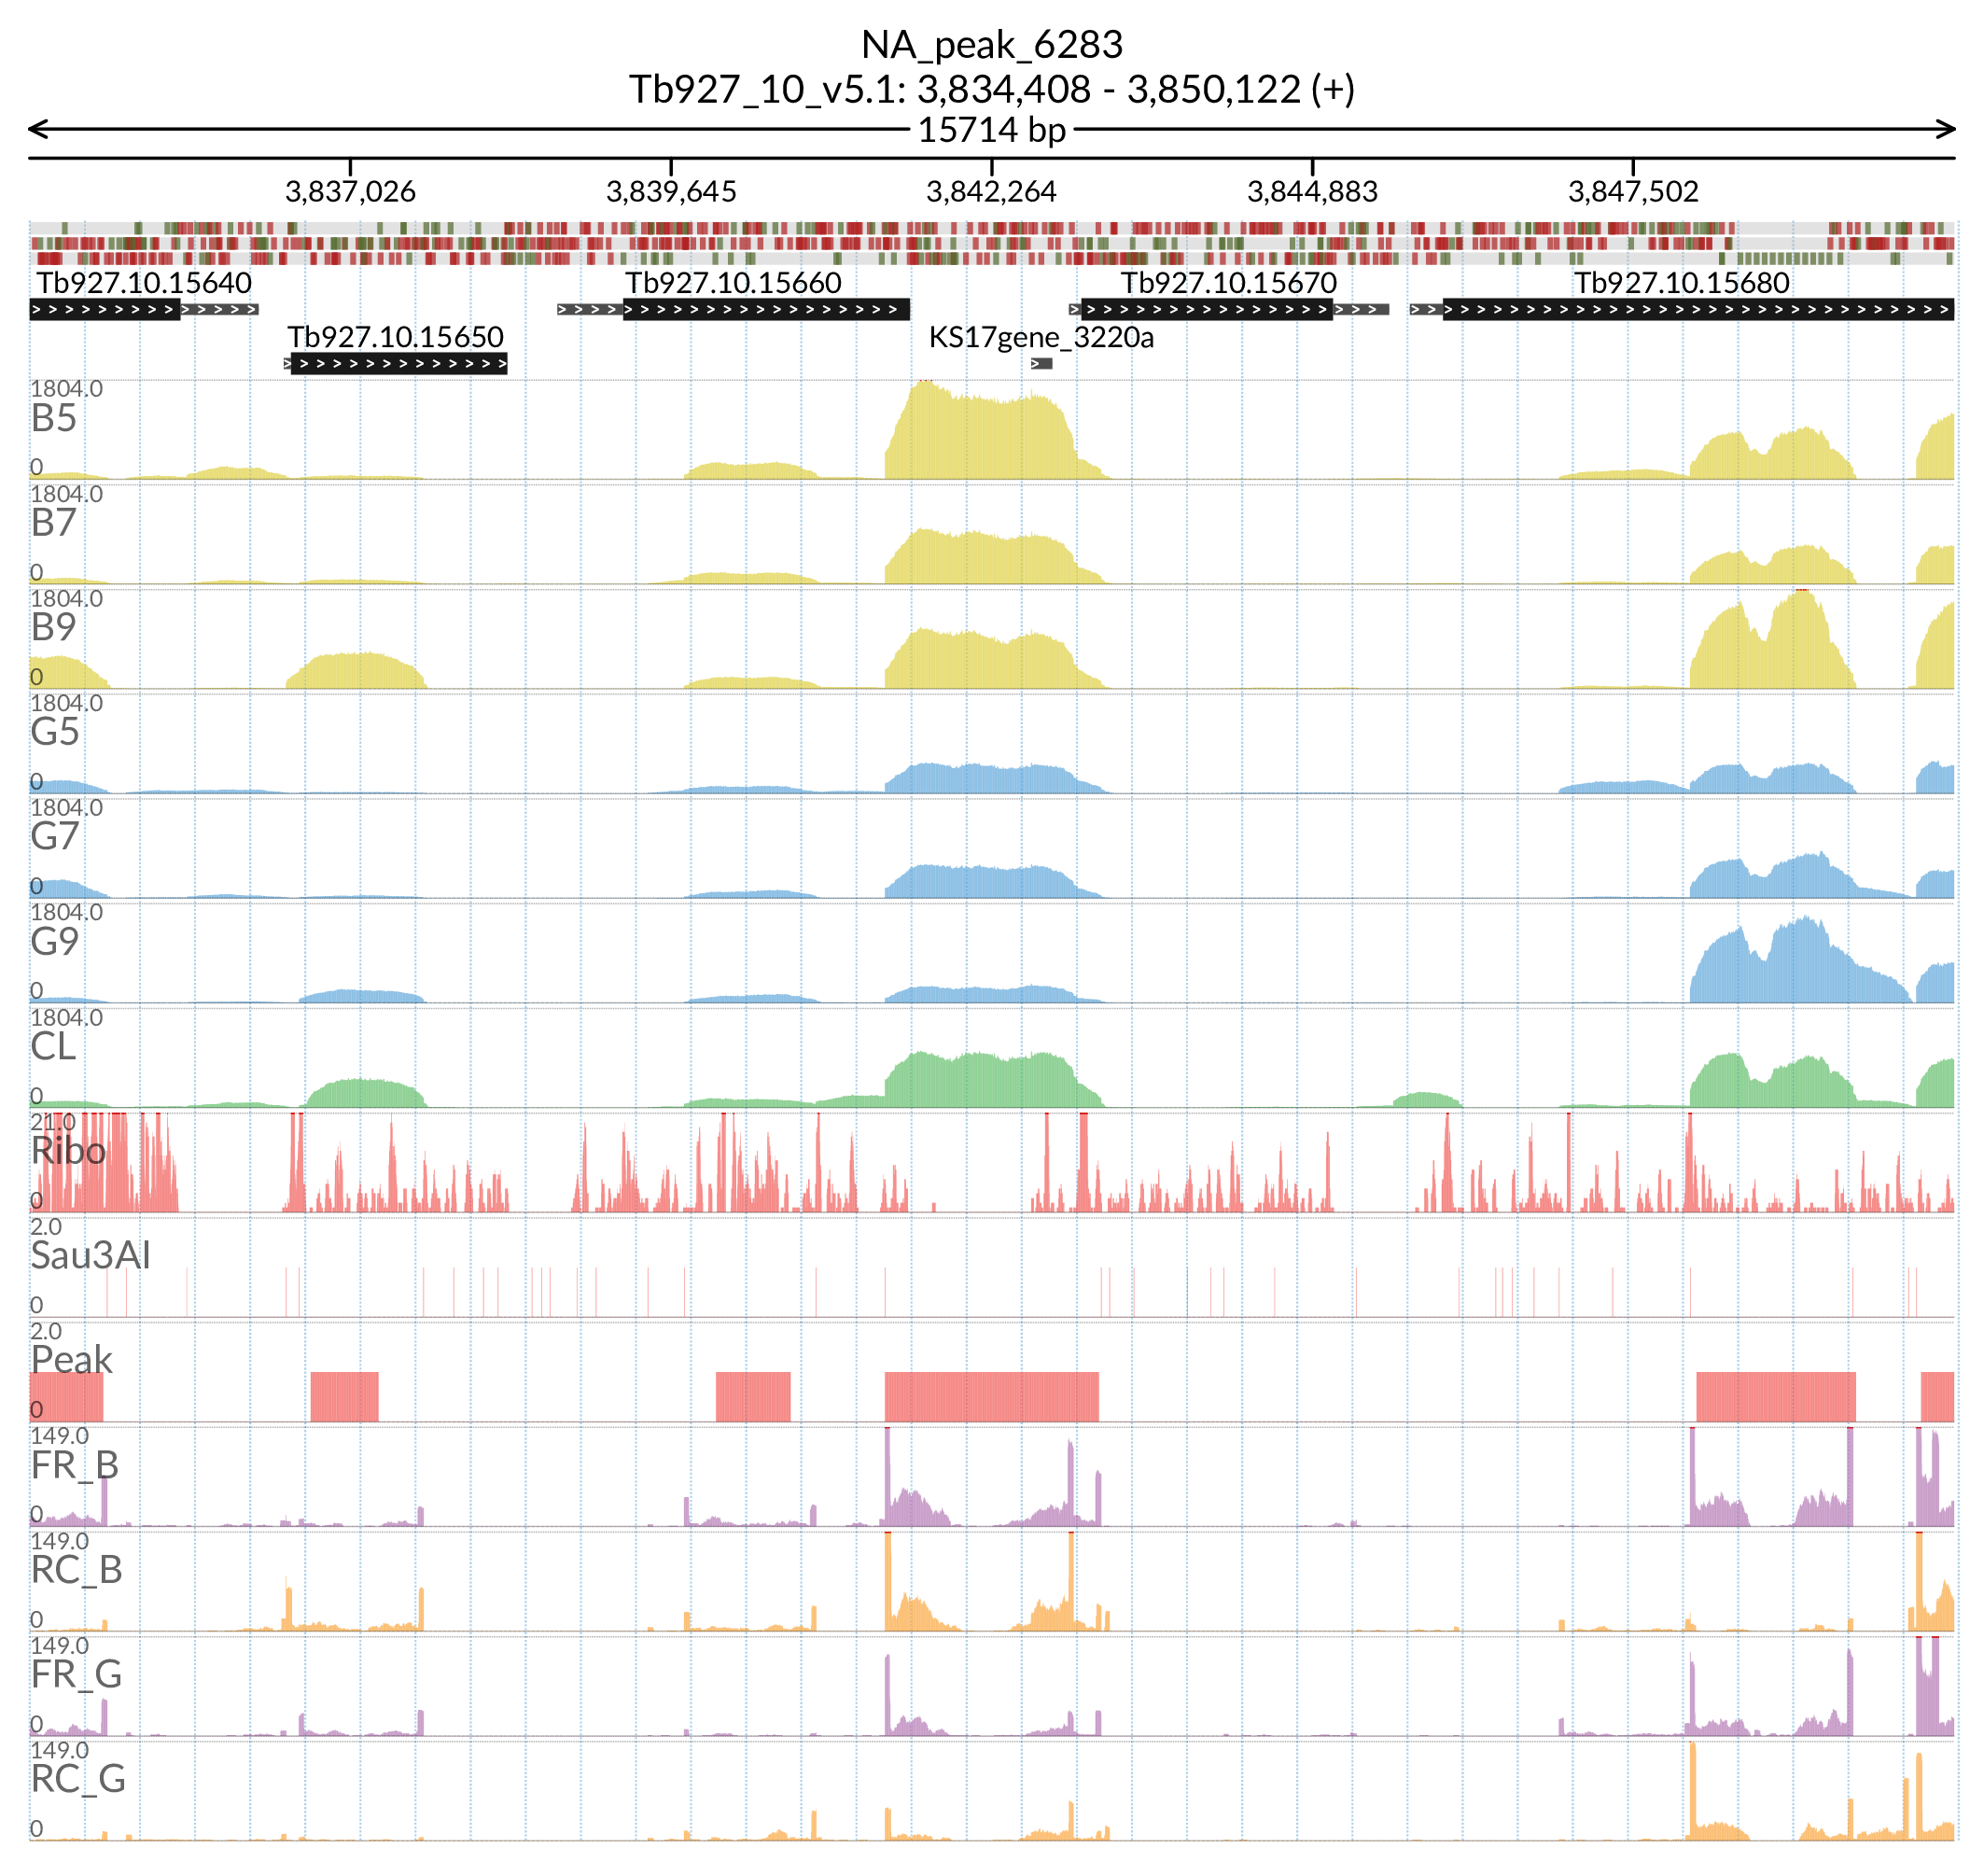 NA_peak_6283
Tb927_10_v5.1: 3,834,408 - 3,850,122 (+)
15714 bp
3,837,026 3,839,645 3,842,264 3,844,883 3,847,502
Tb927.10.15640 Tb927.10.15660 Tb927.10.15670 Tb927.10.15680
Tb927.10.15650 KS17gene_3220a
1804.0
B5
0
1804.0
B7
0
1804.0
B9
0
1804.0
G5
0
1804.0
G7
0
1804.0
G9
0
1804.0
CL
0
21.0
Ribo
0
2.0
Sau3AI
0
2.0
Peak
0
149.0
FR_B
0
149.0
RC_B
0
149.0
FR_G
0
149.0
RC_G
0